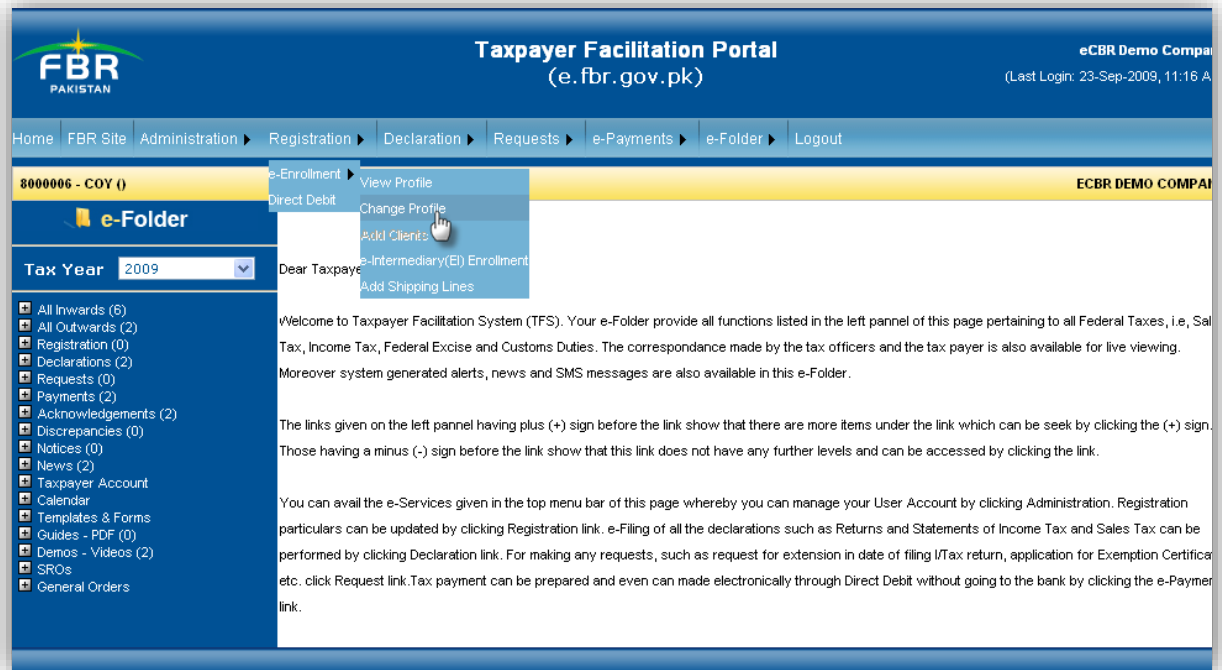 FBR
PAKISTAN
Taxpayer Facilitation Portal
(e.fbr.gov.pk)
eCBR Demo Compa
(Last Login: 23-Sep-2009, 11:16 A
Home FBR Site Administration Registration Declaration Requests e-Payments e-Folder Logout
8000006 - COY ()
ECBR DEMO COMPA
e-Enrollment
Direct Debit
View Profile
Change Profile
Add Clients
e-Intermediary(EI) Enrollment
Add Shipping Lines
e-Folder
Tax Year 2009
All Inwards (6)
All Outwards (2)
Registration (0)
Declarations (2)
Requests (0)
Payments (2)
Acknowledgements (2)
Discrepancies (0)
Notices (0)
News (2)
Taxpayer Account
Calendar
Templates & Forms
Guides - PDF (0)
Demos - Videos (2)
SROs
General Orders
Dear Taxpaye
Welcome to Taxpayer Facilitation System (TFS). Your e-Folder provide all functions listed in the left pannel of this page pertaining to all Federal Taxes, i.e, Sal
Tax, Income Tax, Federal Excise and Customs Duties. The correspondance made by the tax officers and the tax payer is also available for live viewing.
Moreover system generated alerts, news and SMS messages are also available in this e-Folder.
The links given on the left pannel having plus (+) sign before the link show that there are more items under the link which can be seek by clicking the (+) sign.
Those having a minus (-) sign before the link show that this link does not have any further levels and can be accessed by clicking the link.
You can avail the e-Services given in the top menu bar of this page whereby you can manage your User Account by clicking Administration. Registration
particulars can be updated by clicking Registration link. e-Filing of all the declarations such as Returns and Statements of Income Tax and Sales Tax can be
performed by clicking Declaration link. For making any requests, such as request for extension in date of filing I/Tax return, application for Exemption Certifica
etc. click Request link.Tax payment can be prepared and even can made electronically through Direct Debit without going to the bank by clicking the e-Paymer
link.